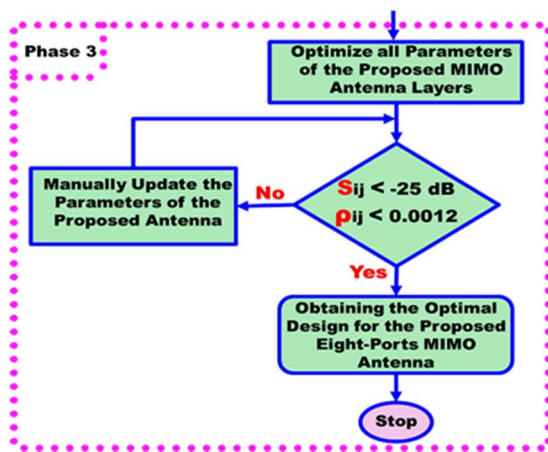 Phase 3
Optimize all Parameters
of the Proposed MIMO
Antenna Layers
Manually Update the
Parameters of the
Proposed Antenna
No
Sij < -25 dB
ρij < 0.0012
Yes
Obtaining the Optimal
Design for the Proposed
Eight-Ports MIMO
Antenna
Stop